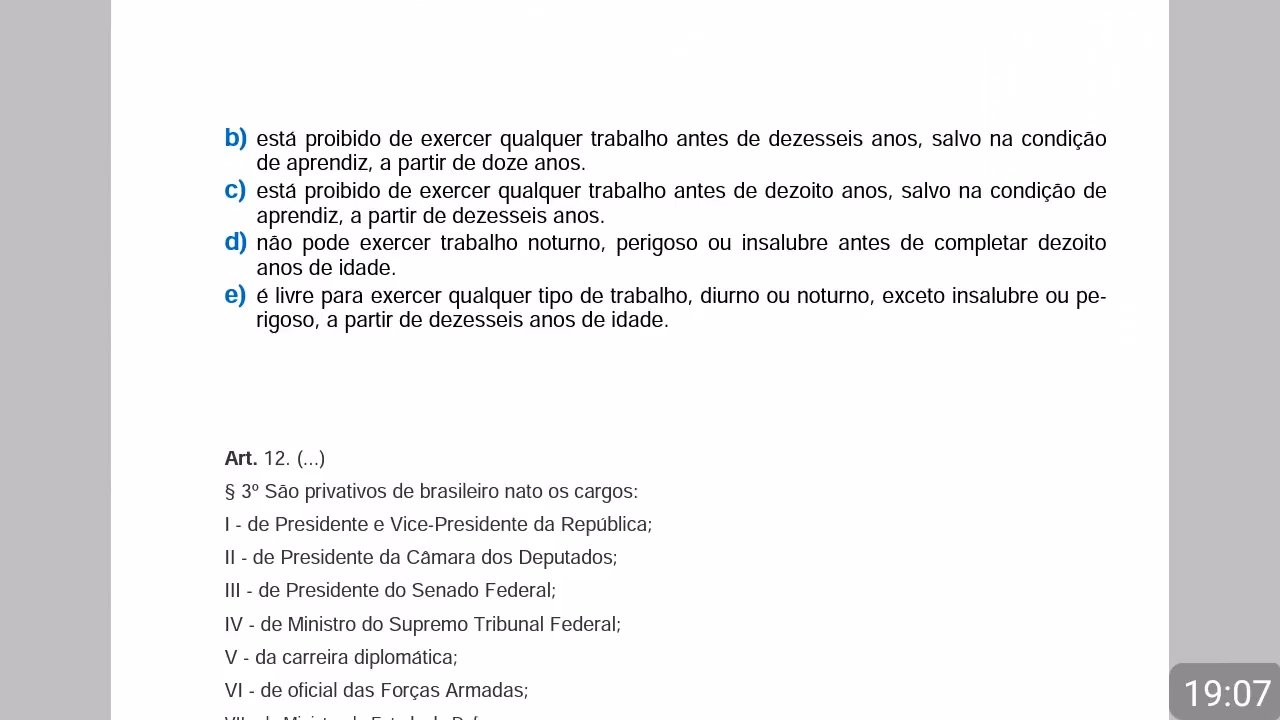 b) está proibido de exercer qualquer trabalho antes de dezesseis anos, salvo na condição
de aprendiz, a partir de doze anos.
c) está proibido de exercer qualquer trabalho antes de dezoito anos, salvo na condição de
aprendiz, a partir de dezesseis anos.
d) não pode exercer trabalho noturno, perigoso ou insalubre antes de completar dezoito
anos de idade.
e) é livre para exercer qualquer tipo de trabalho, diurno ou noturno, exceto insalubre ou pe-
rigoso, a partir de dezesseis anos de idade.
Art. 12. (...)
§ 3º São privativos de brasileiro nato os cargos:
I - de Presidente e Vice-Presidente da República;
II - de Presidente da Câmara dos Deputados;
III - de Presidente do Senado Federal;
IV - de Ministro do Supremo Tribunal Federal;
V - da carreira diplomática;
VI - de oficial das Forças Armadas;
19:07